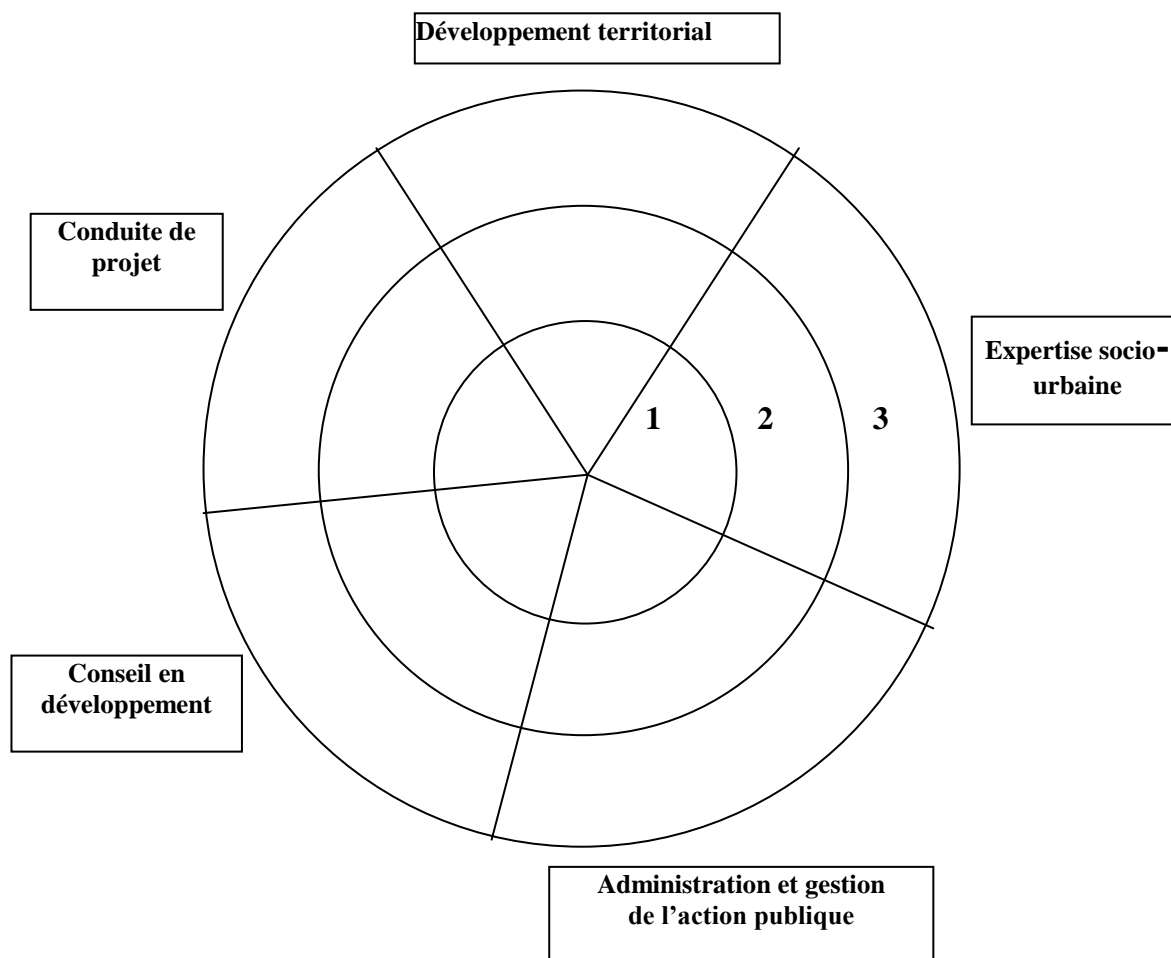 Développement territorial
Conduite de
projet
Expertise socio-
urbaine
1 2 3
Conseil en
développement
Administration et gestion
de l’action publique